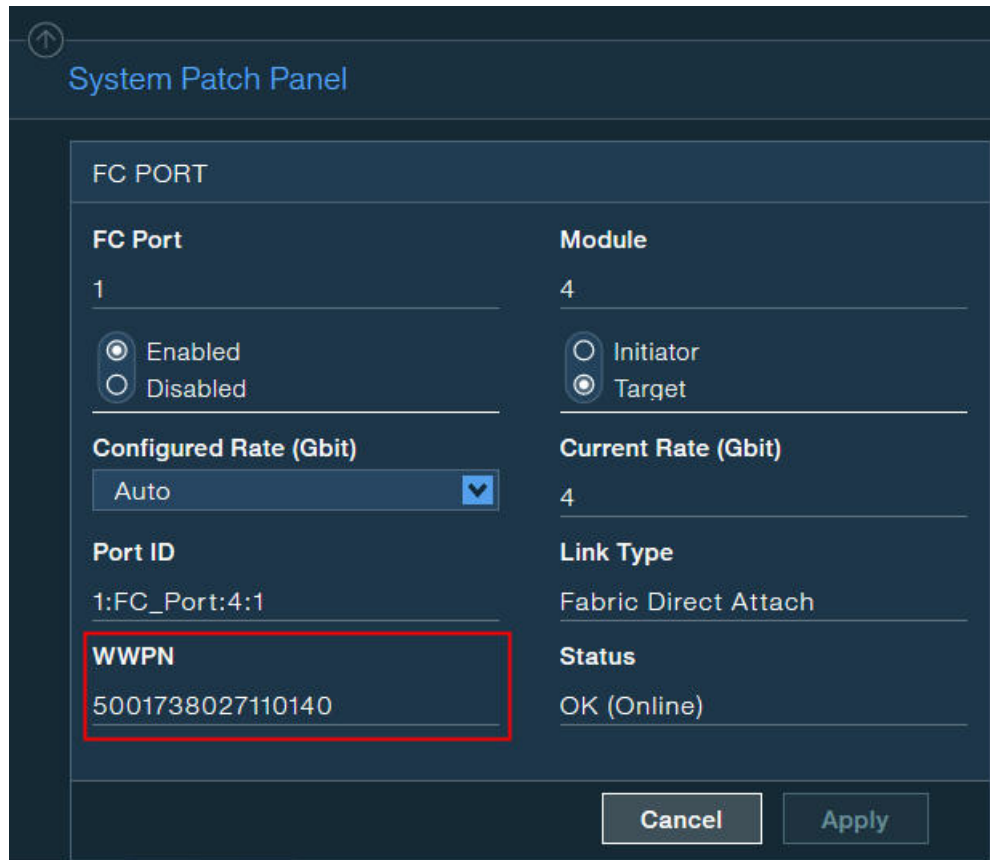 System Patch Panel
FC PORT
FC Port
Module
1
4
Enabled
Initiator
Disabled
Target
Configured Rate (Gbit)
Current Rate (Gbit)
Auto
4
Port ID
Link Type
1:FC_Port:4:1
Fabric Direct Attach
WWPN
Status
5001738027110140
OK (Online)
Cancel
Apply